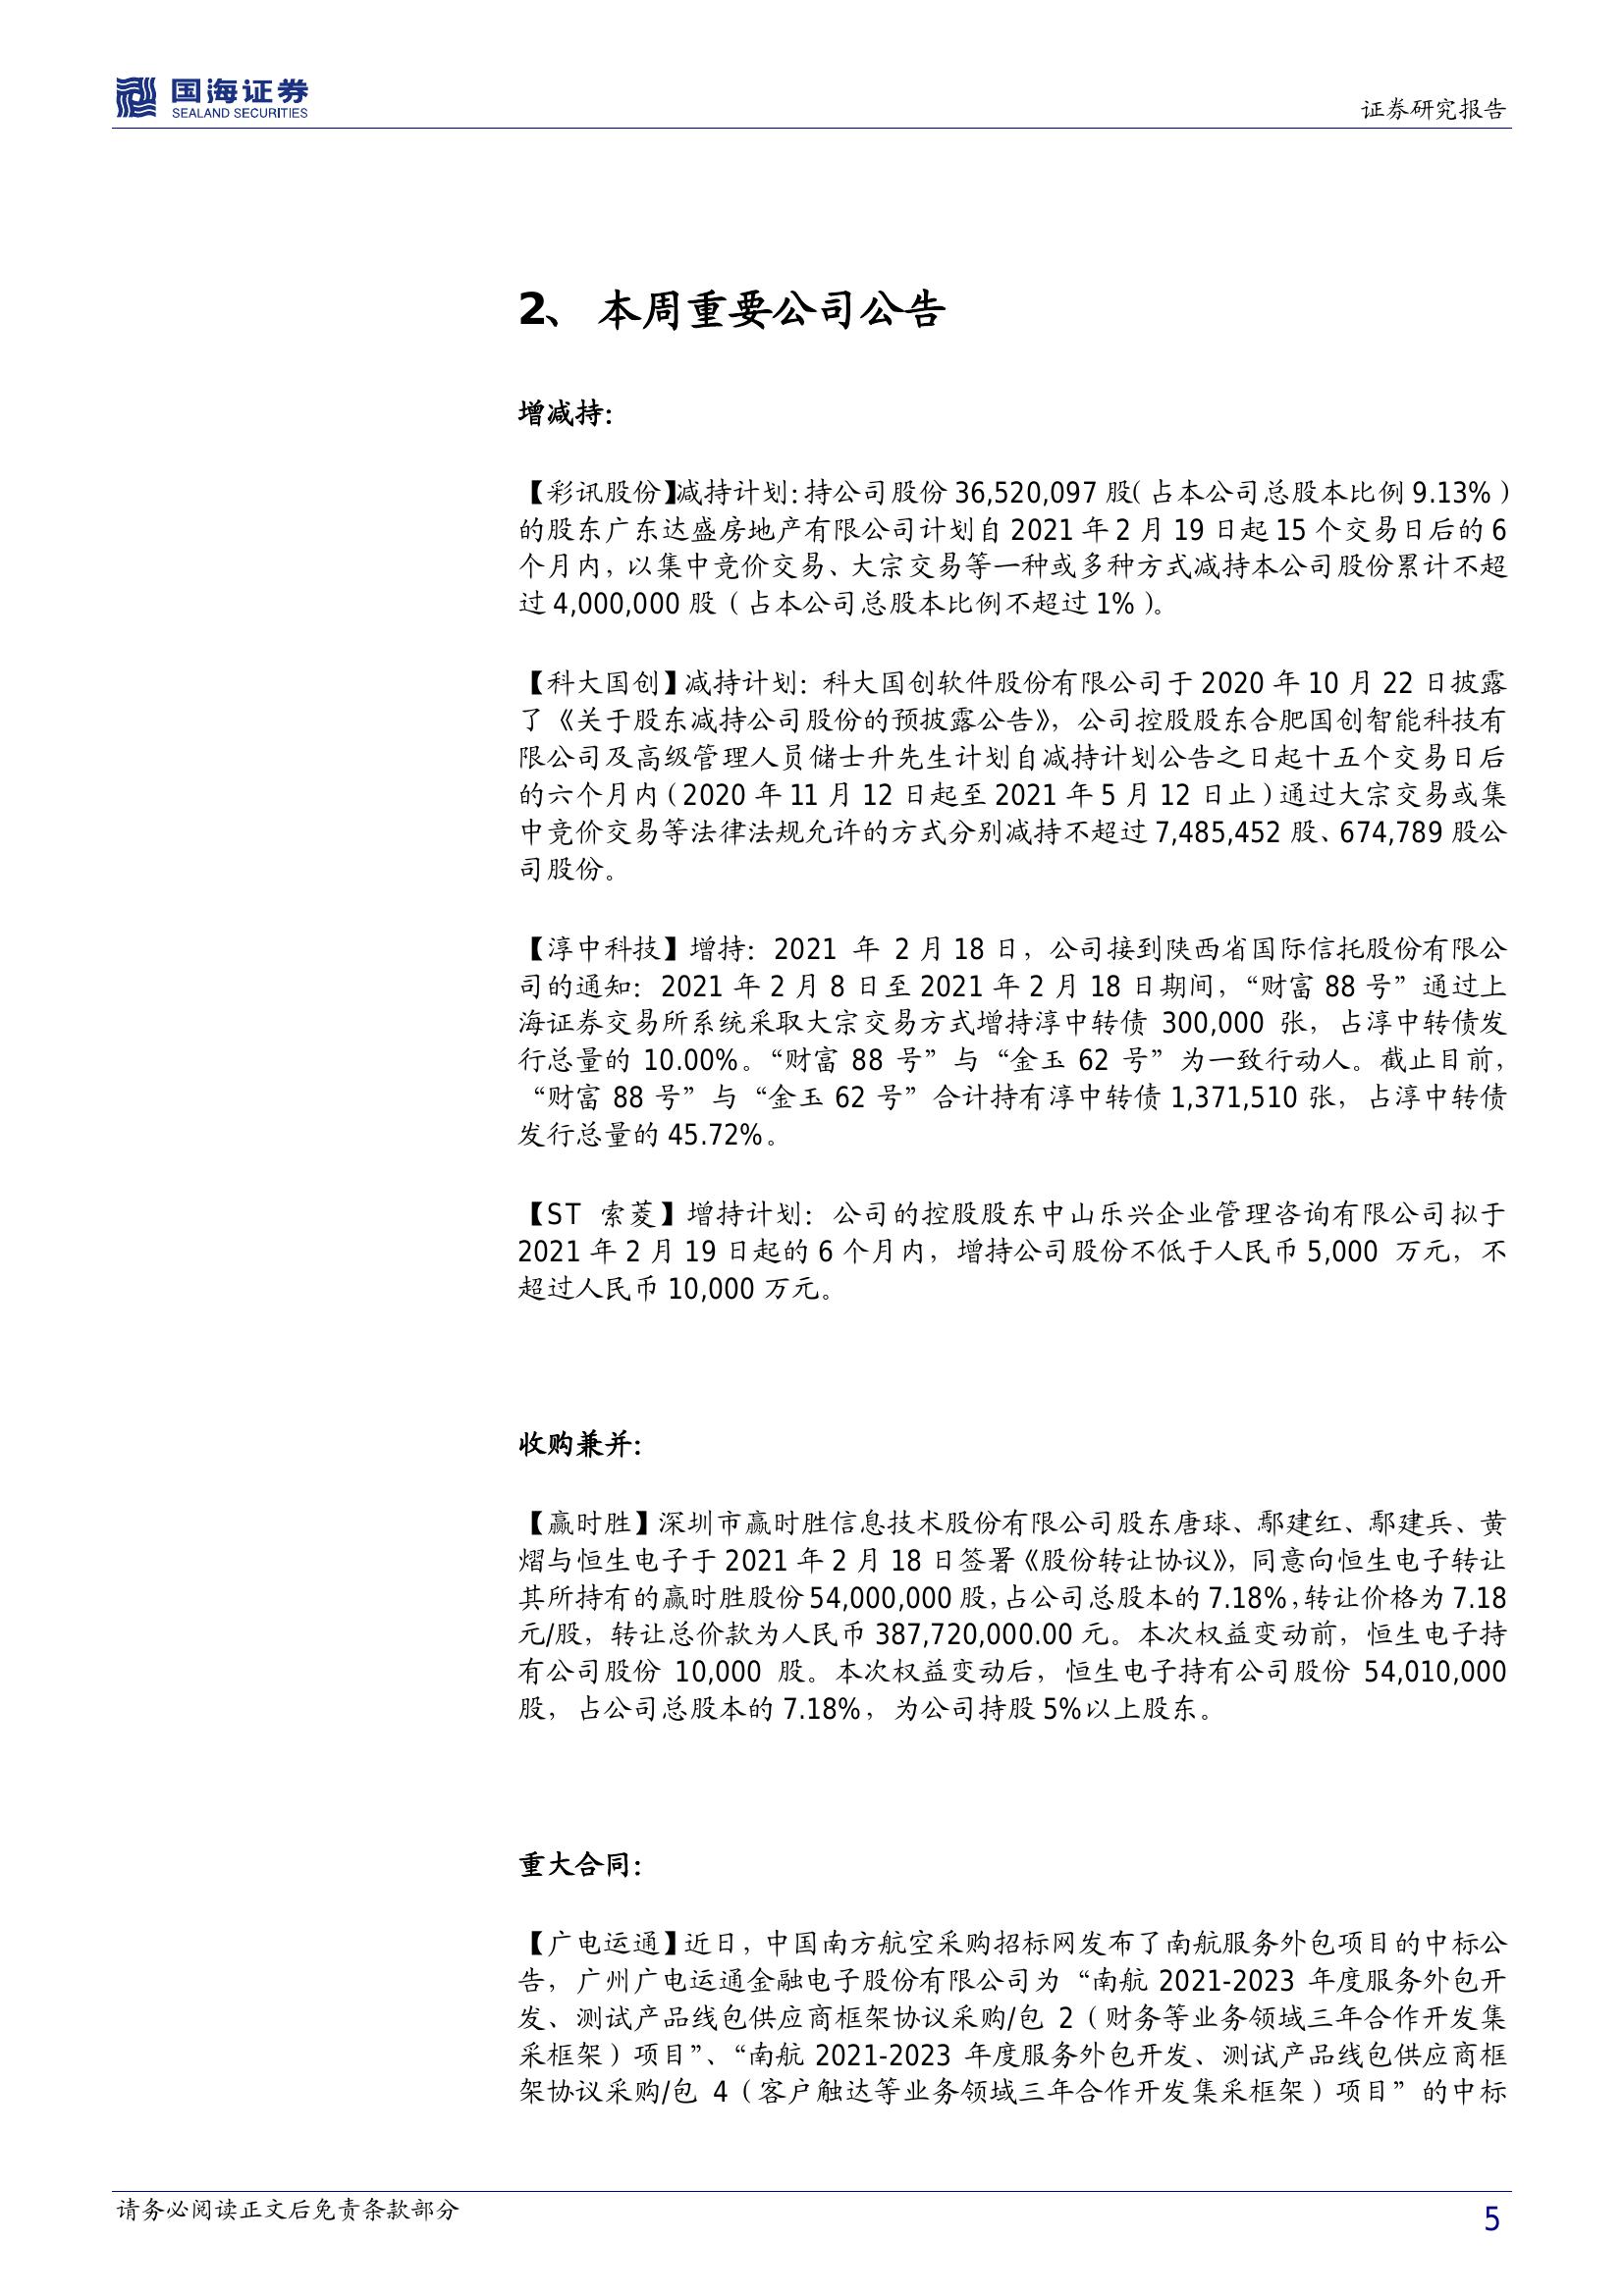 国海证券
SEALAND SECURITIES
证券研究报告
2、 本周重要公司公告
增减持：
【彩讯股份】减持计划：持公司股份 36,520,097 股（占本公司总股本比例 9.13%）
的股东广东达盛房地产有限公司计划自 2021 年 2 月 19 日起 15 个交易日后的 6
个月内，以集中竞价交易、大宗交易等一种或多种方式减持本公司股份累计不超
过 4,000,000 股（占本公司总股本比例不超过 1%）。
【科大国创】减持计划：科大国创软件股份有限公司于 2020 年 10 月 22 日披露
了《关于股东减持公司股份的预披露公告》，公司控股股东合肥国创智能科技有
限公司及高级管理人员储士升先生计划自减持计划公告之日起十五个交易日后
的六个月内（2020 年 11 月 12 日起至 2021 年 5 月 12 日止）通过大宗交易或集
中竞价交易等法律法规允许的方式分别减持不超过 7,485,452 股、674,789 股公
司股份。
【淳中科技】增持：2021 年 2 月 18 日，公司接到陕西省国际信托股份有限公
司的通知：2021 年 2 月 8 日至 2021 年 2 月 18 日期间，“财富 88 号”通过上
海证券交易所系统采取大宗交易方式增持淳中转债 300,000 张，占淳中转债发
行总量的 10.00%。“财富 88 号”与“金玉 62 号”为一致行动人。截止目前，
“财富 88 号”与“金玉 62 号”合计持有淳中转债 1,371,510 张，占淳中转债
发行总量的 45.72%。
【ST 索菱】增持计划：公司的控股股东中山乐兴企业管理咨询有限公司拟于
2021 年 2 月 19 日起的 6 个月内，增持公司股份不低于人民币 5,000 万元，不
超过人民币 10,000 万元。
收购兼并：
【赢时胜】深圳市赢时胜信息技术股份有限公司股东唐球、鄢建红、鄢建兵、黄
熠与恒生电子于 2021 年 2 月 18 日签署《股份转让协议》，同意向恒生电子转让
其所持有的赢时胜股份 54,000,000 股，占公司总股本的 7.18%，转让价格为 7.18
元/股，转让总价款为人民币 387,720,000.00 元。本次权益变动前，恒生电子持
有公司股份 10,000 股。本次权益变动后，恒生电子持有公司股份 54,010,000
股，占公司总股本的 7.18%，为公司持股 5%以上股东。
重大合同：
【广电运通】近日，中国南方航空采购招标网发布了南航服务外包项目的中标公
告，广州广电运通金融电子股份有限公司为“南航 2021-2023 年度服务外包开
发、测试产品线包供应商框架协议采购/包 2（财务等业务领域三年合作开发集
采框架）项目”、“南航 2021-2023 年度服务外包开发、测试产品线包供应商框
架协议采购/包 4（客户触达等业务领域三年合作开发集采框架）项目”的中标
请务必阅读正文后免责条款部分
5